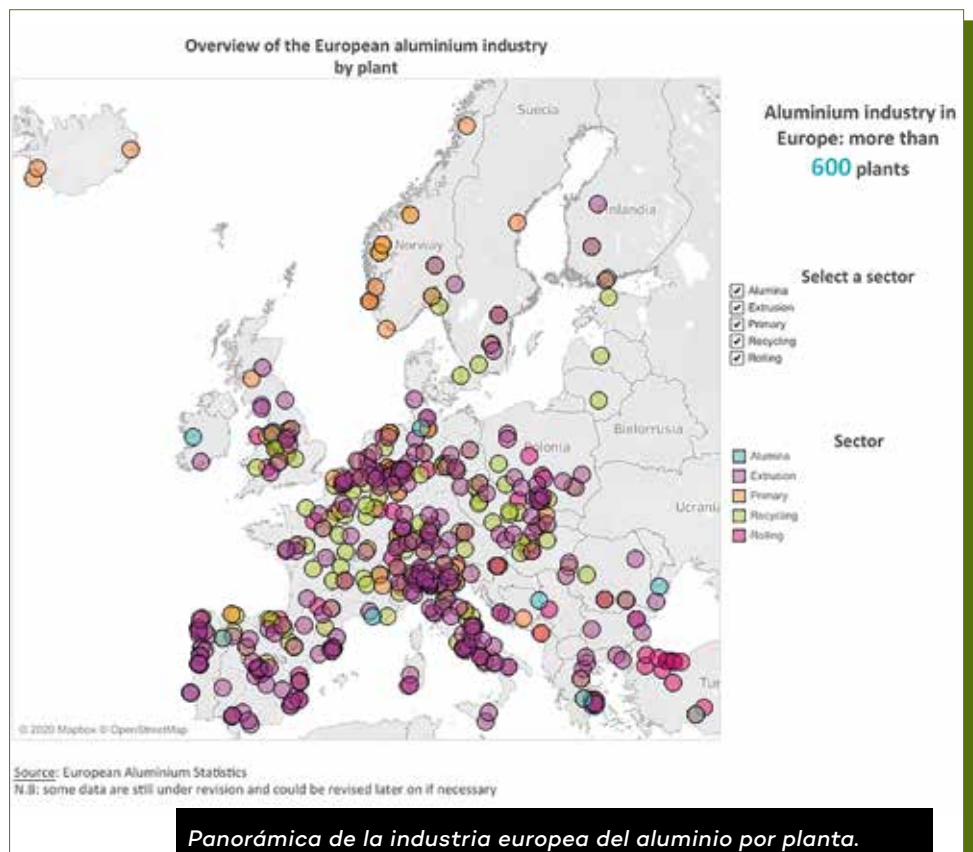 Overview of the European aluminium industry
by plant
Aluminium industry in
Europe: more than
600 plants
Suecia
inlandia
Norway
Select a sector
Alumina
Extrusion
Primary
Recycling
Rolling
Bielorrusia
Polonia
Ucrania
Sector
Alumina
Extrusion
Primary
Recycling
Rolling
Tur
© 2020 Mapbox © OpenStreetMap
Source: European Aluminium Statistics
N.B: some data are still under revision and could be revised later on if necessary
Panorámica de la industria europea del aluminio por planta.